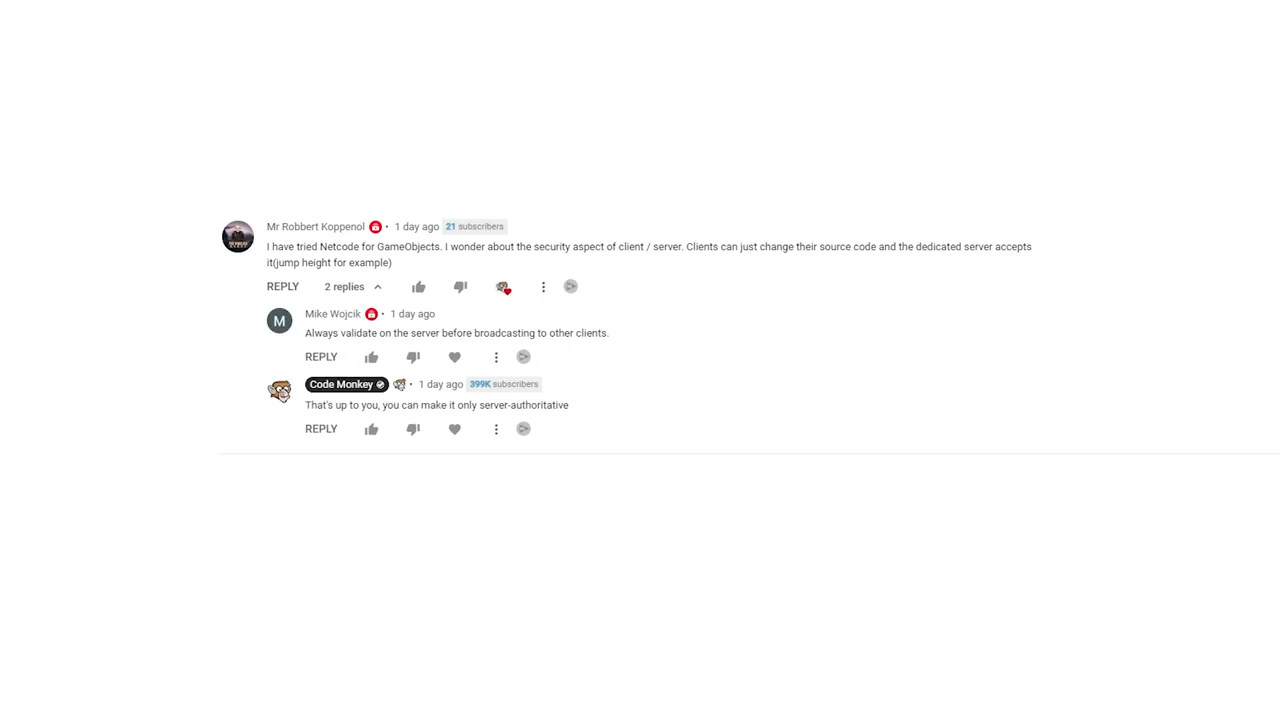 Mr Robbert Koppenol • 1 day ago 21 subscribers
I have tried Netcode for GameObjects. I wonder about the security aspect of client / server. Clients can just change their source code and the dedicated server accepts
it(jump height for example)
REPLY 2 replies
M
Mike Wojcik • 1 day ago
Always validate on the server before broadcasting to other clients.
REPLY
Code Monkey • 1 day ago 399K subscribers
That's up to you, you can make it only server-authoritative
REPLY